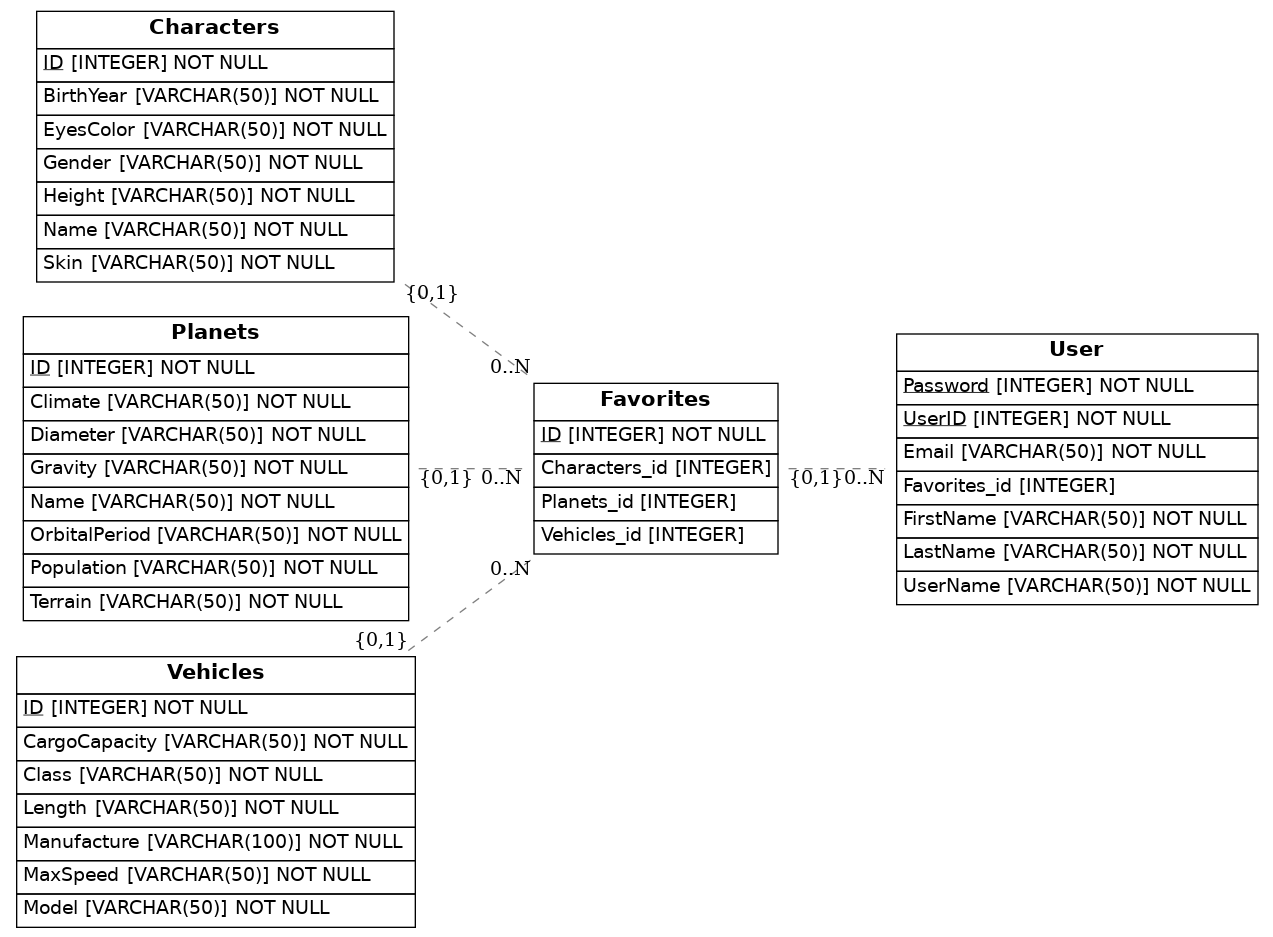 Characters
ID [INTEGER] NOT NULL
BirthYear [VARCHAR(50)] NOT NULL
EyesColor [VARCHAR(50)] NOT NULL
Gender [VARCHAR(50)] NOT NULL
Height [VARCHAR(50)] NOT NULL
Name [VARCHAR(50)] NOT NULL
Skin [VARCHAR(50)] NOT NULL
{0,1}
0..N
Planets
ID [INTEGER] NOT NULL
Climate [VARCHAR(50)] NOT NULL
Diameter [VARCHAR(50)] NOT NULL
Gravity [VARCHAR(50)] NOT NULL
Name [VARCHAR(50)] NOT NULL
OrbitalPeriod [VARCHAR(50)] NOT NULL
Population [VARCHAR(50)] NOT NULL
Terrain [VARCHAR(50)] NOT NULL
{0,1} 0..N
Vehicles
ID [INTEGER] NOT NULL
CargoCapacity [VARCHAR(50)] NOT NULL
Class [VARCHAR(50)] NOT NULL
Length [VARCHAR(50)] NOT NULL
Manufacture [VARCHAR(100)] NOT NULL
MaxSpeed [VARCHAR(50)] NOT NULL
Model [VARCHAR(50)] NOT NULL
{0,1}
0..N
Favorites
ID [INTEGER] NOT NULL
Characters_id [INTEGER]
Planets_id [INTEGER]
Vehicles_id [INTEGER]
{0,1} 0..N
User
Password [INTEGER] NOT NULL
UserID [INTEGER] NOT NULL
Email [VARCHAR(50)] NOT NULL
Favorites_id [INTEGER]
FirstName [VARCHAR(50)] NOT NULL
LastName [VARCHAR(50)] NOT NULL
UserName [VARCHAR(50)] NOT NULL